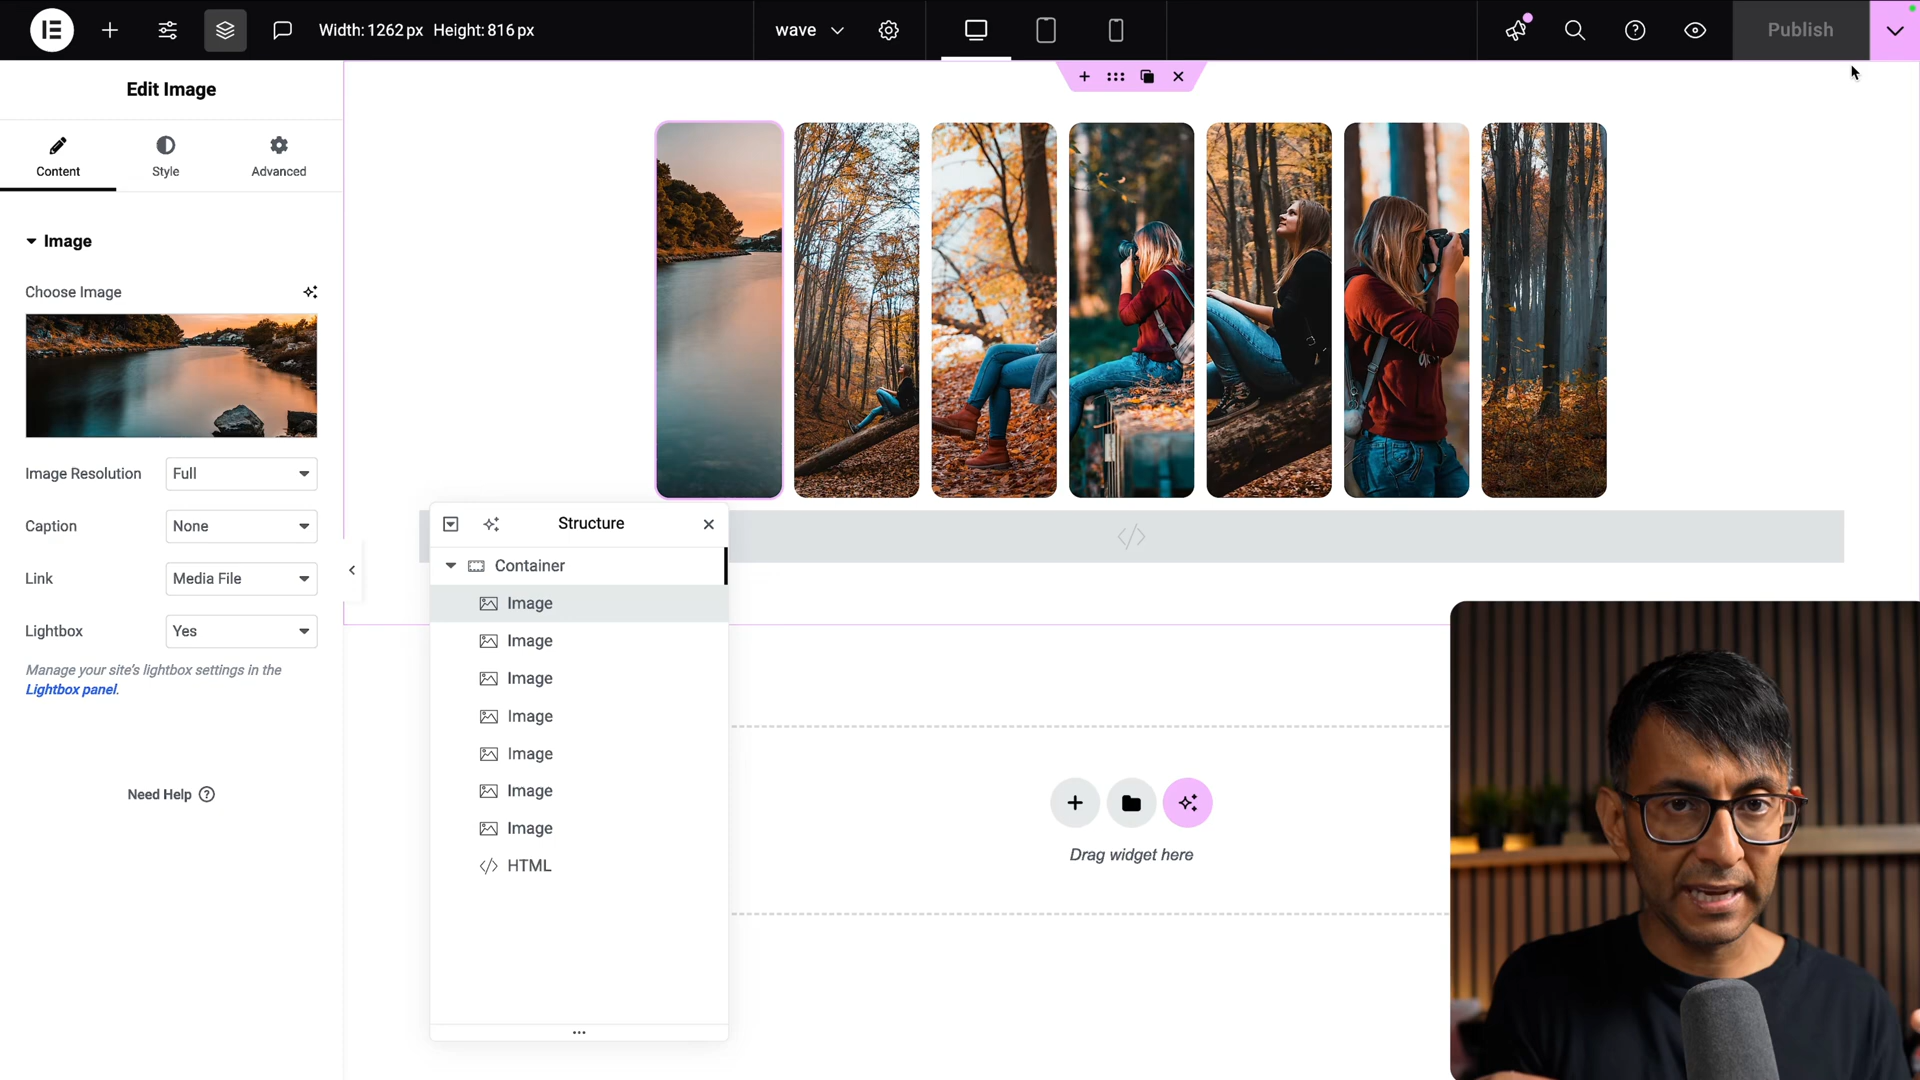 Width: 1262 px Height: 816 px
wave
Publish
Edit Image
Content
Style
Advanced
Image
Choose Image
Image Resolution
Full
Caption
None
Link
Media File
Lightbox
Yes
Manage your site's lightbox settings in the
Lightbox panel.
Need Help
Structure
Container
Image
Image
Image
Image
Image
Image
Image
</> HTML
</>
Drag widget here